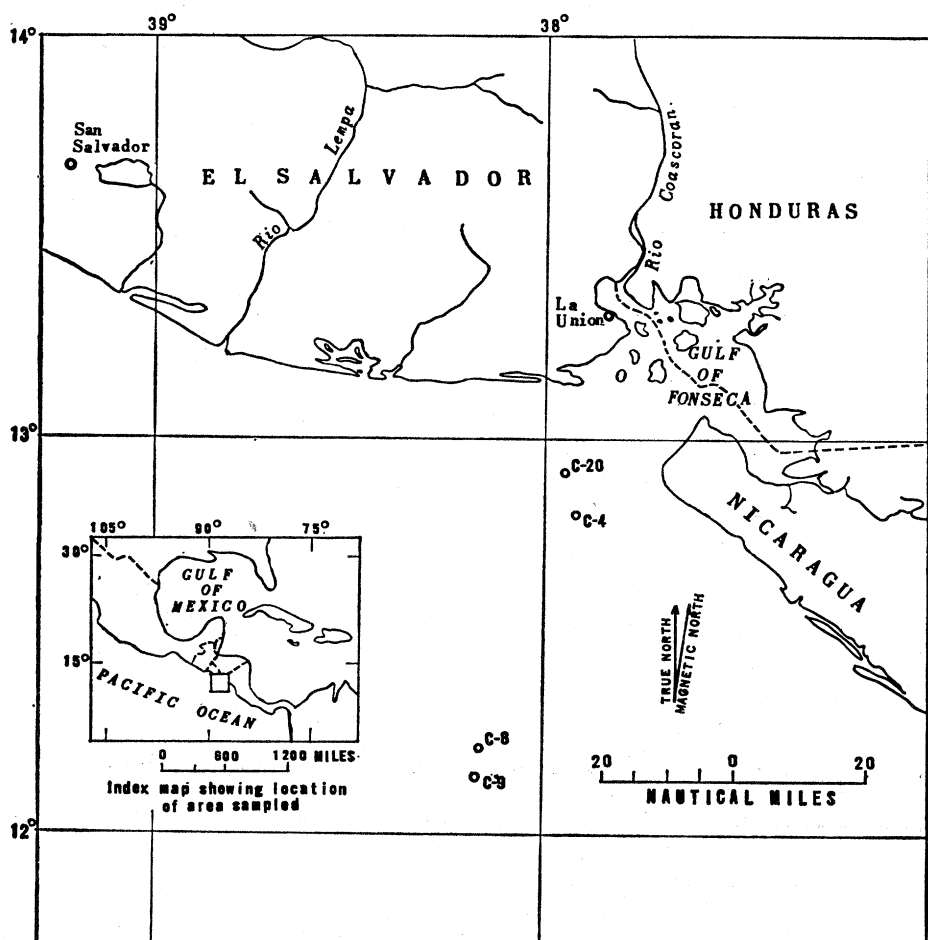 39°
38°
14°
San
Salvador
Rio Lempa
EL SALVADOR
Rio Coascoran.
HONDURAS
La
Union
GULF
OF
FONSECA
13°
C-20
C-4
NICARAGUA
105°
90°
75°
30°
GULF
OF
MEXICO
15°
PACIFIC OCEAN
0 600 1200 MILES
Index map showing location
of area sampled
TRUE NORTH
MAGNETIC NORTH
C-8
C-9
20 0 20
NAUTICAL MILES
12°